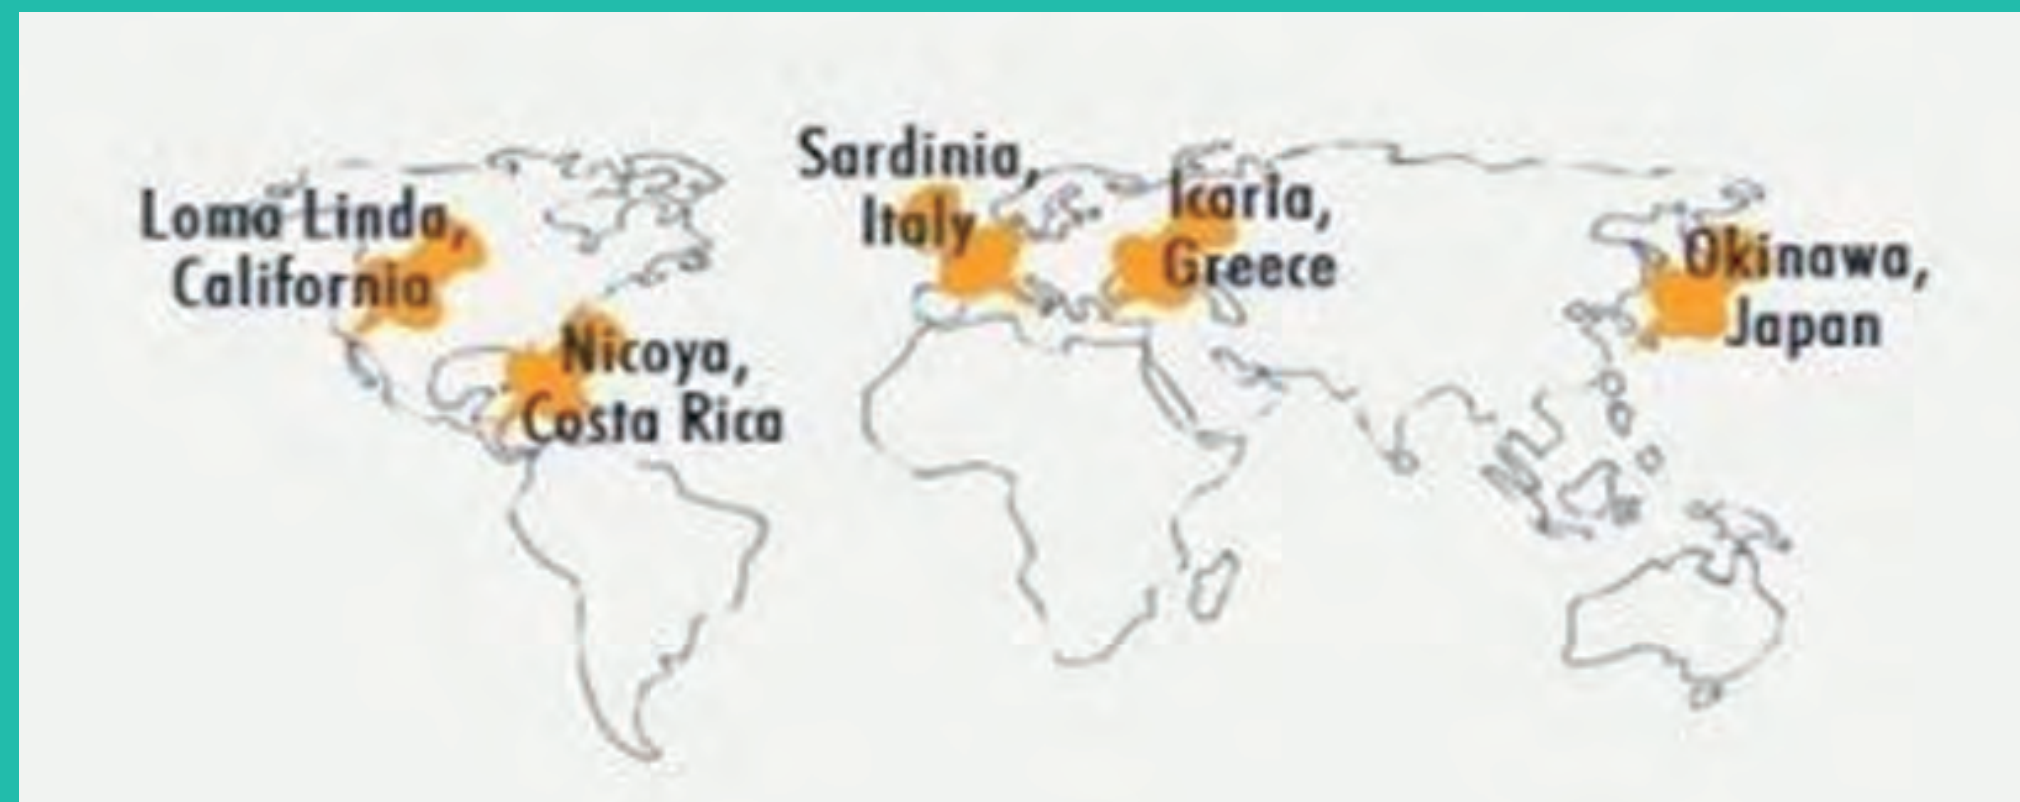 Loma Linda,
California
Nicoya,
Costa Rica
Sardinia,
Italy
Icaria,
Greece
Okinawa,
Japan